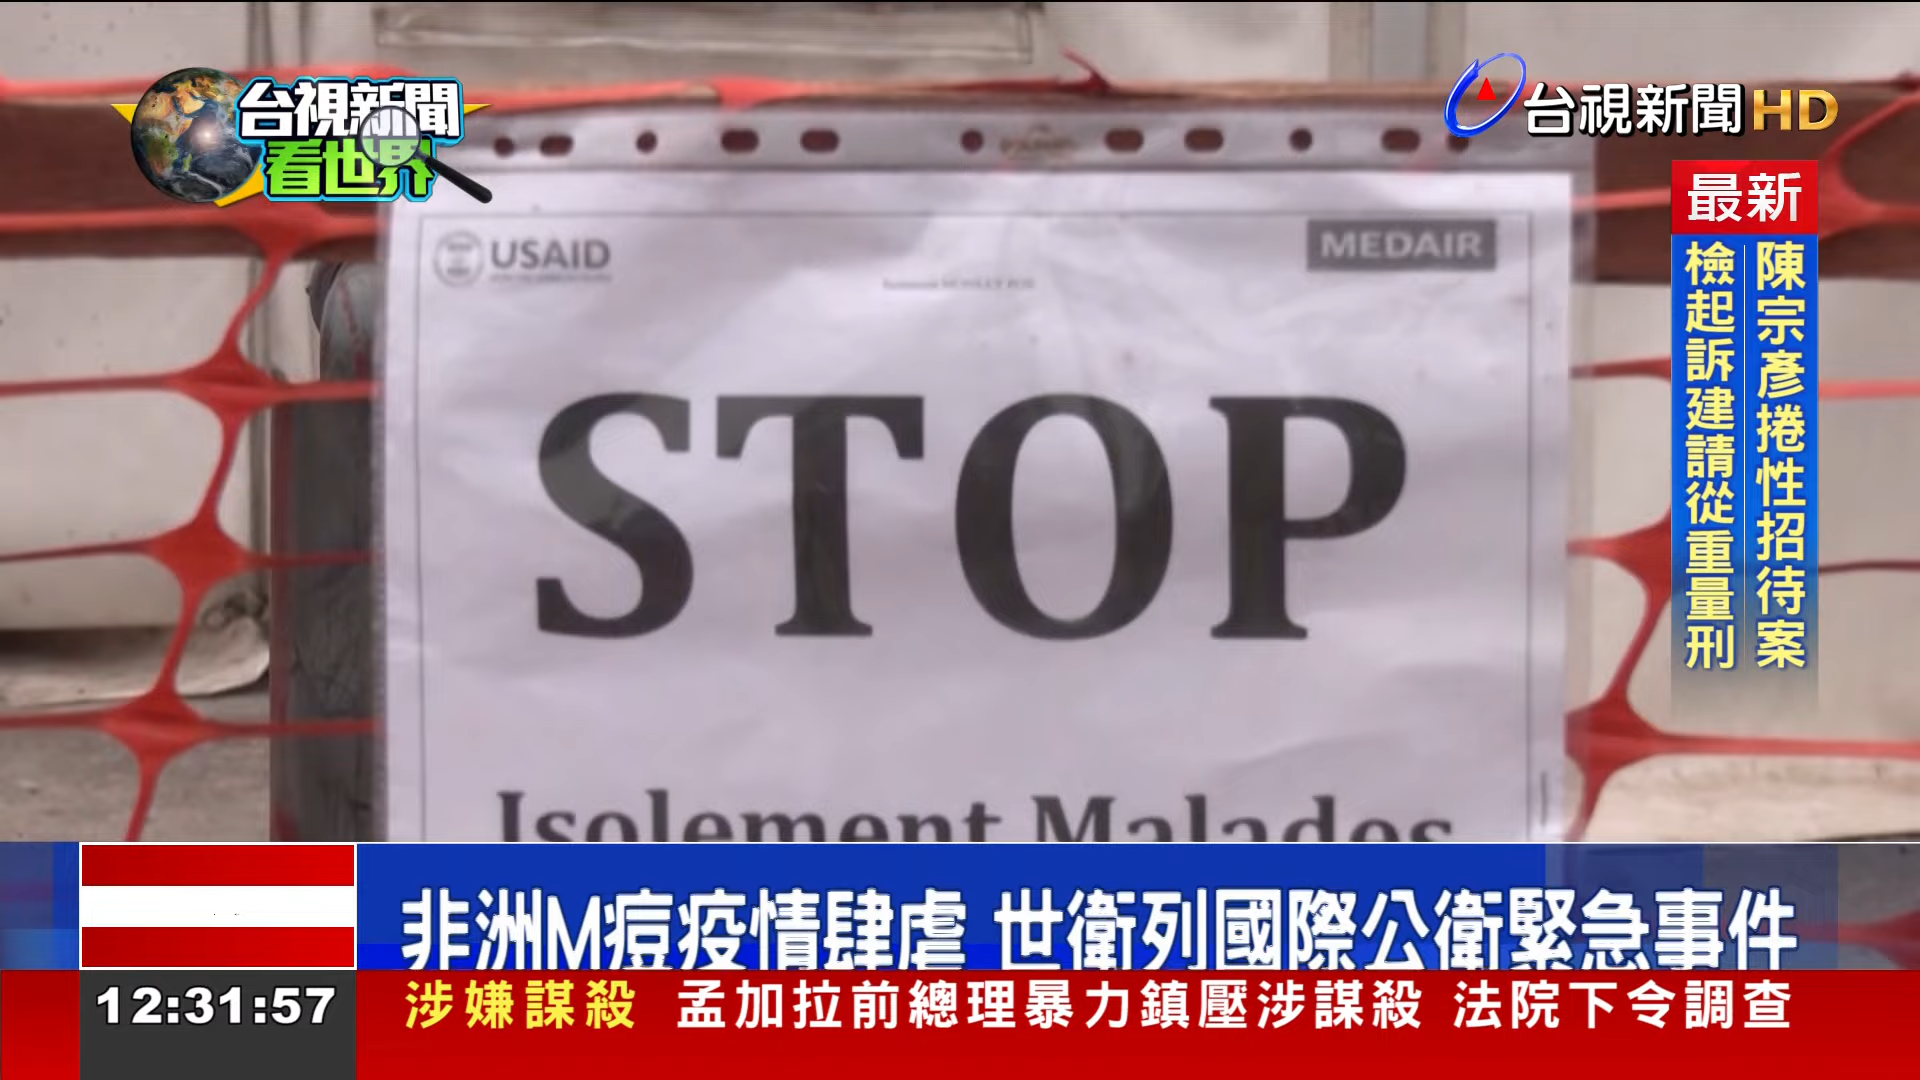 台視新聞
看世界
台視新聞HD
最新
陳宗彥捲性招待案
檢起訴建請從重量刑
USAID
MEDAIR
STOP
Isolement Malades
非洲M痘疫情肆虐 世衛列國際公衛緊急事件
12:31:57
涉嫌謀殺 孟加拉前總理暴力鎮壓涉謀殺 法院下令調查